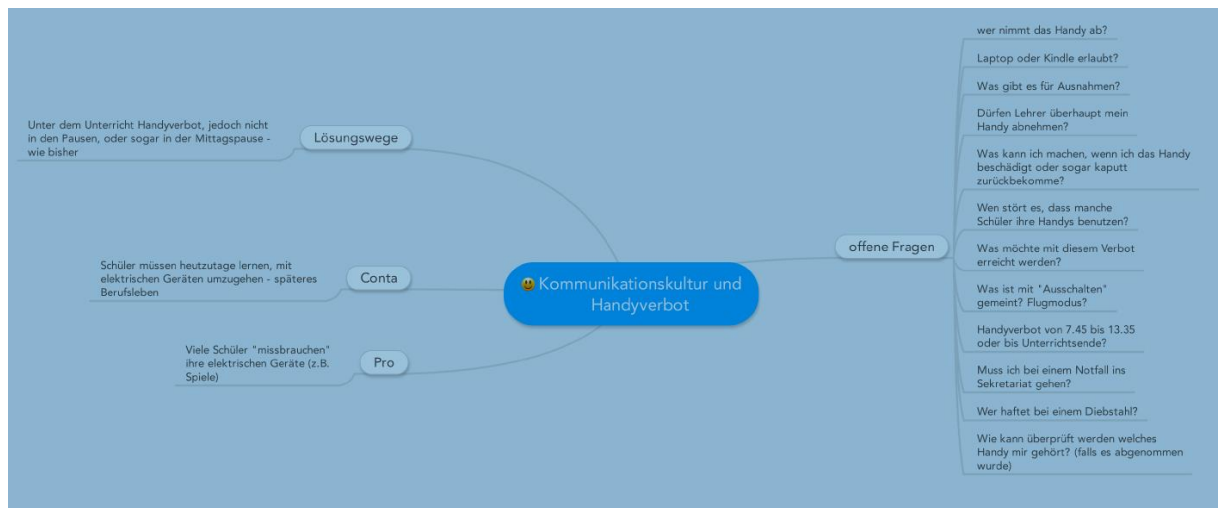 Kommunikationskultur und
Handyverbot
Lösungswege
Unter dem Unterricht Handyverbot, jedoch nicht
in den Pausen, oder sogar in der Mittagspause -
wie bisher
Conta
Schüler müssen heutzutage lernen, mit
elektrischen Geräten umzugehen - späteres
Berufsleben
Pro
Viele Schüler "missbrauchen"
ihre elektrischen Geräte (z.B.
Spiele)
offene Fragen
wer nimmt das Handy ab?
Laptop oder Kindle erlaubt?
Was gibt es für Ausnahmen?
Dürfen Lehrer überhaupt mein
Handy abnehmen?
Was kann ich machen, wenn ich das Handy
beschädigt oder sogar kaputt
zurückbekomme?
Wen stört es, dass manche
Schüler ihre Handys benutzen?
Was möchte mit diesem Verbot
erreicht werden?
Was ist mit "Ausschalten"
gemeint? Flugmodus?
Handyverbot von 7.45 bis 13.35
oder bis Unterrichtsende?
Muss ich bei einem Notfall ins
Sekretariat gehen?
Wer haftet bei einem Diebstahl?
Wie kann überprüft werden welches
Handy mir gehört? (falls es abgenommen
wurde)